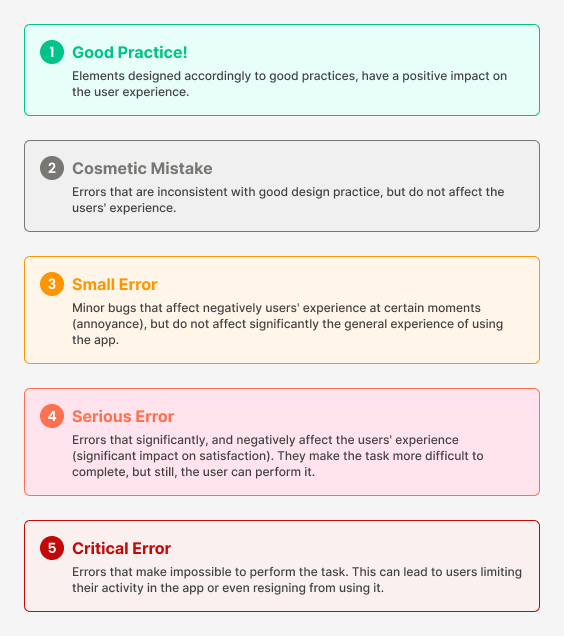 1 Good Practice!
Elements designed accordingly to good practices, have a positive impact on
the user experience.
2 Cosmetic Mistake
Errors that are inconsistent with good design practice, but do not affect the
users' experience.
3 Small Error
Minor bugs that affect negatively users' experience at certain moments
(annoyance), but do not affect significantly the general experience of using
the app.
4 Serious Error
Errors that significantly, and negatively affect the users' experience
(significant impact on satisfaction). They make the task more difficult to
complete, but still, the user can perform it.
5 Critical Error
Errors that make impossible to perform the task. This can lead to users limiting
their activity in the app or even resigning from using it.